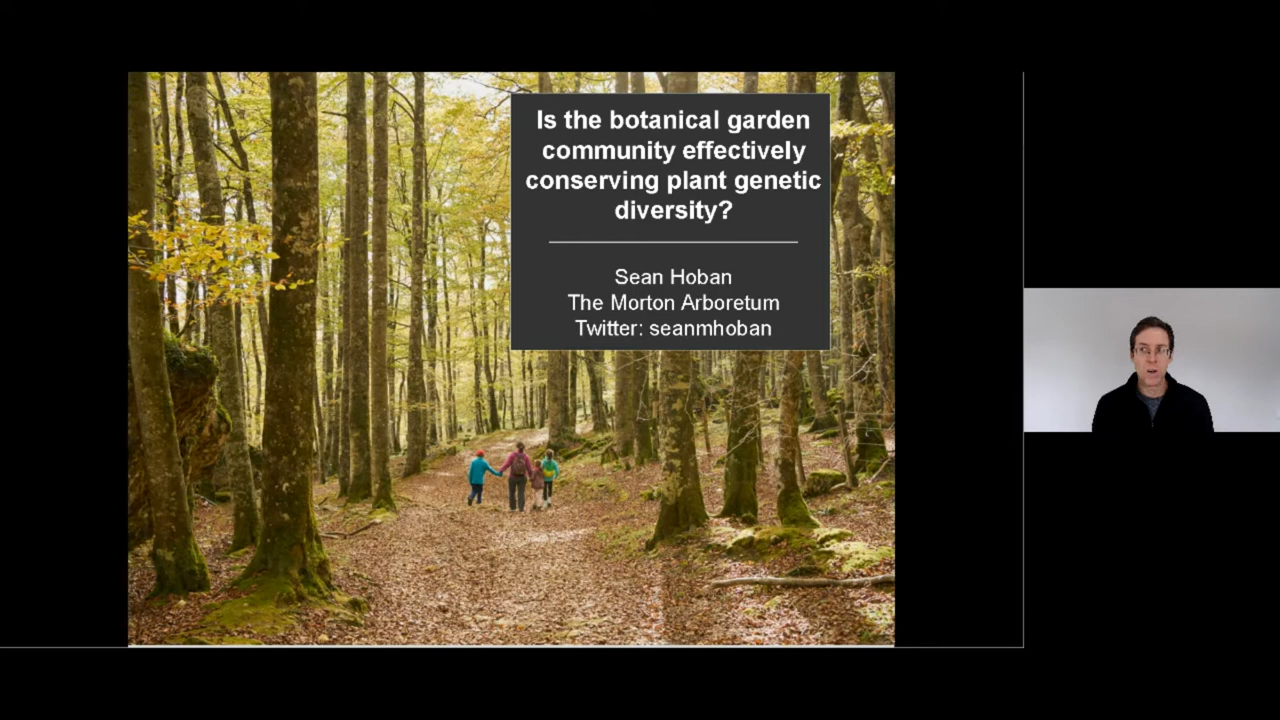 Is the botanical garden
community effectively
conserving plant genetic
diversity?
Sean Hoban
The Morton Arboretum
Twitter: seanmhoban